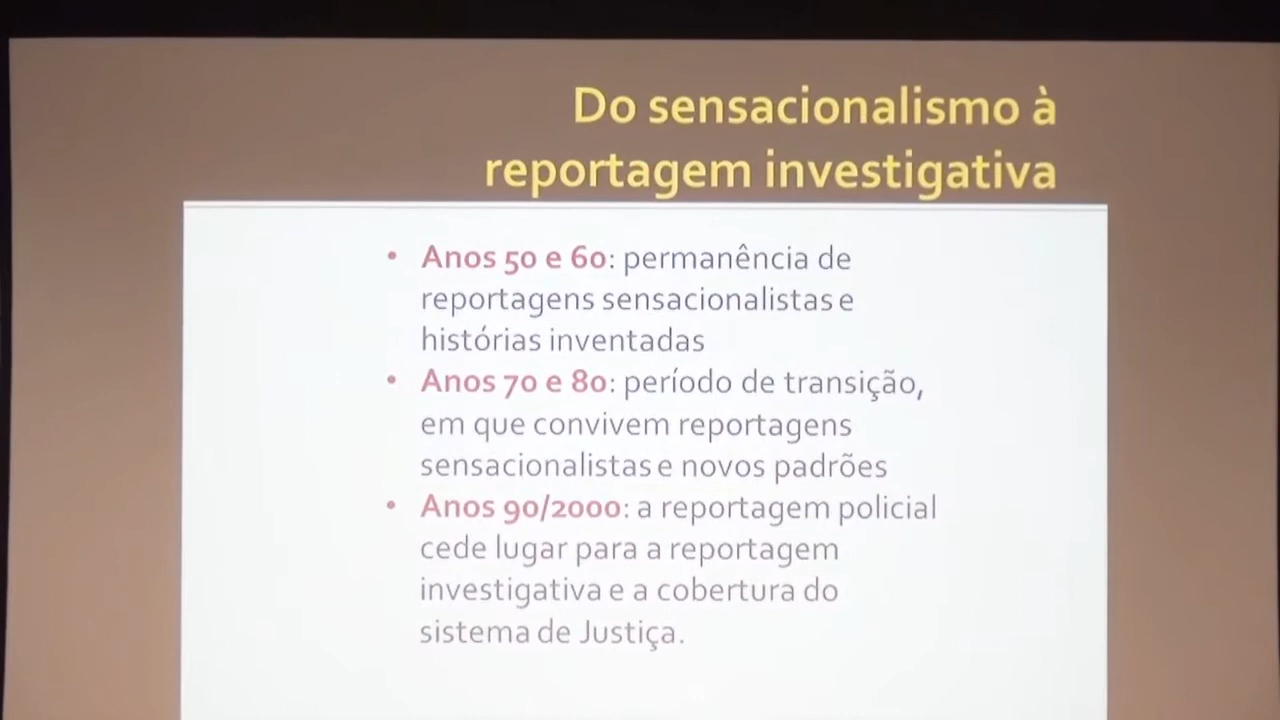 Do sensacionalismo à
reportagem investigativa
• Anos 50 e 60: permanência de
reportagens sensacionalistas e
histórias inventadas
• Anos 70 e 80: período de transição,
em que convivem reportagens
sensacionalistas e novos padrões
• Anos 90/2000: a reportagem policial
cede lugar para a reportagem
investigativa e a cobertura do
sistema de Justiça.